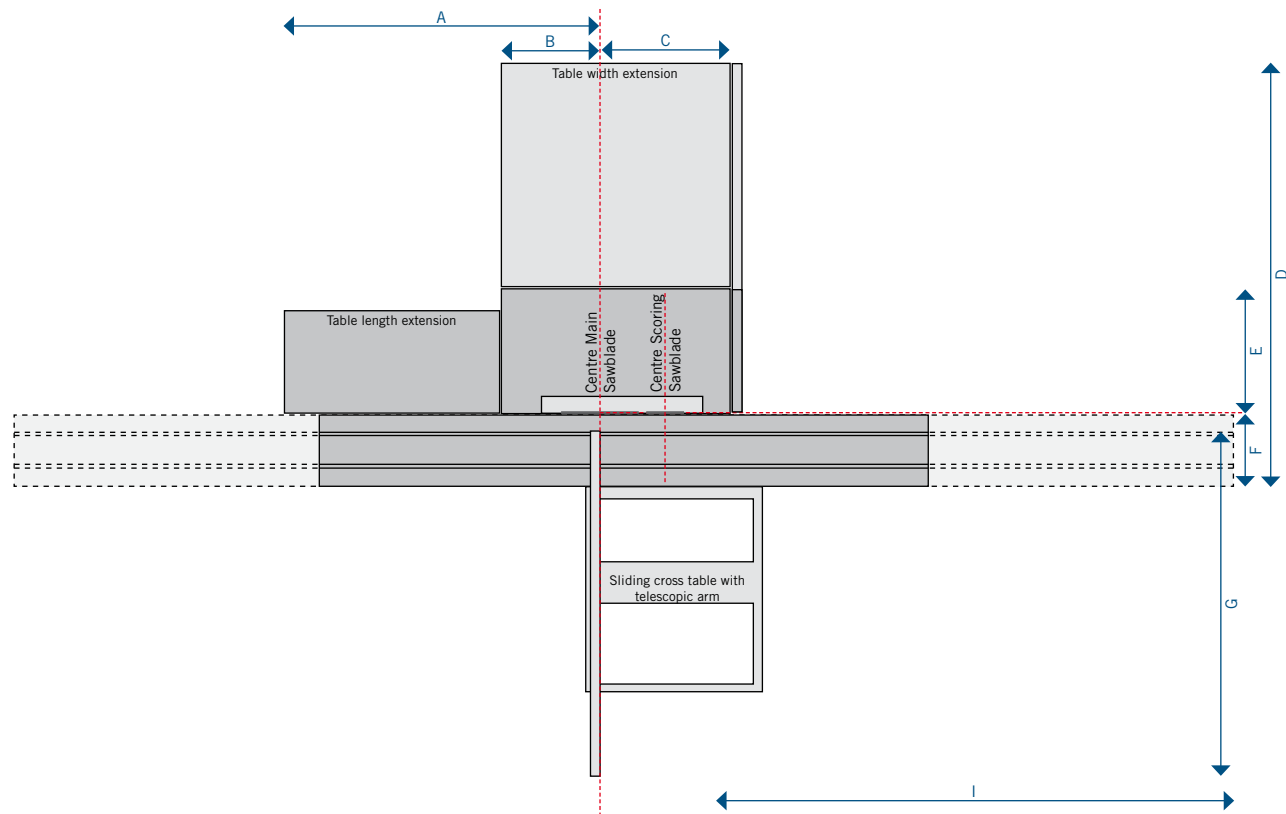 A
B
C
Table width extension
D
Centre Main
Sawblade
Centre Scoring
Sawblade
E
Table length extension
F
Sliding cross table with
telescopic arm
G
I